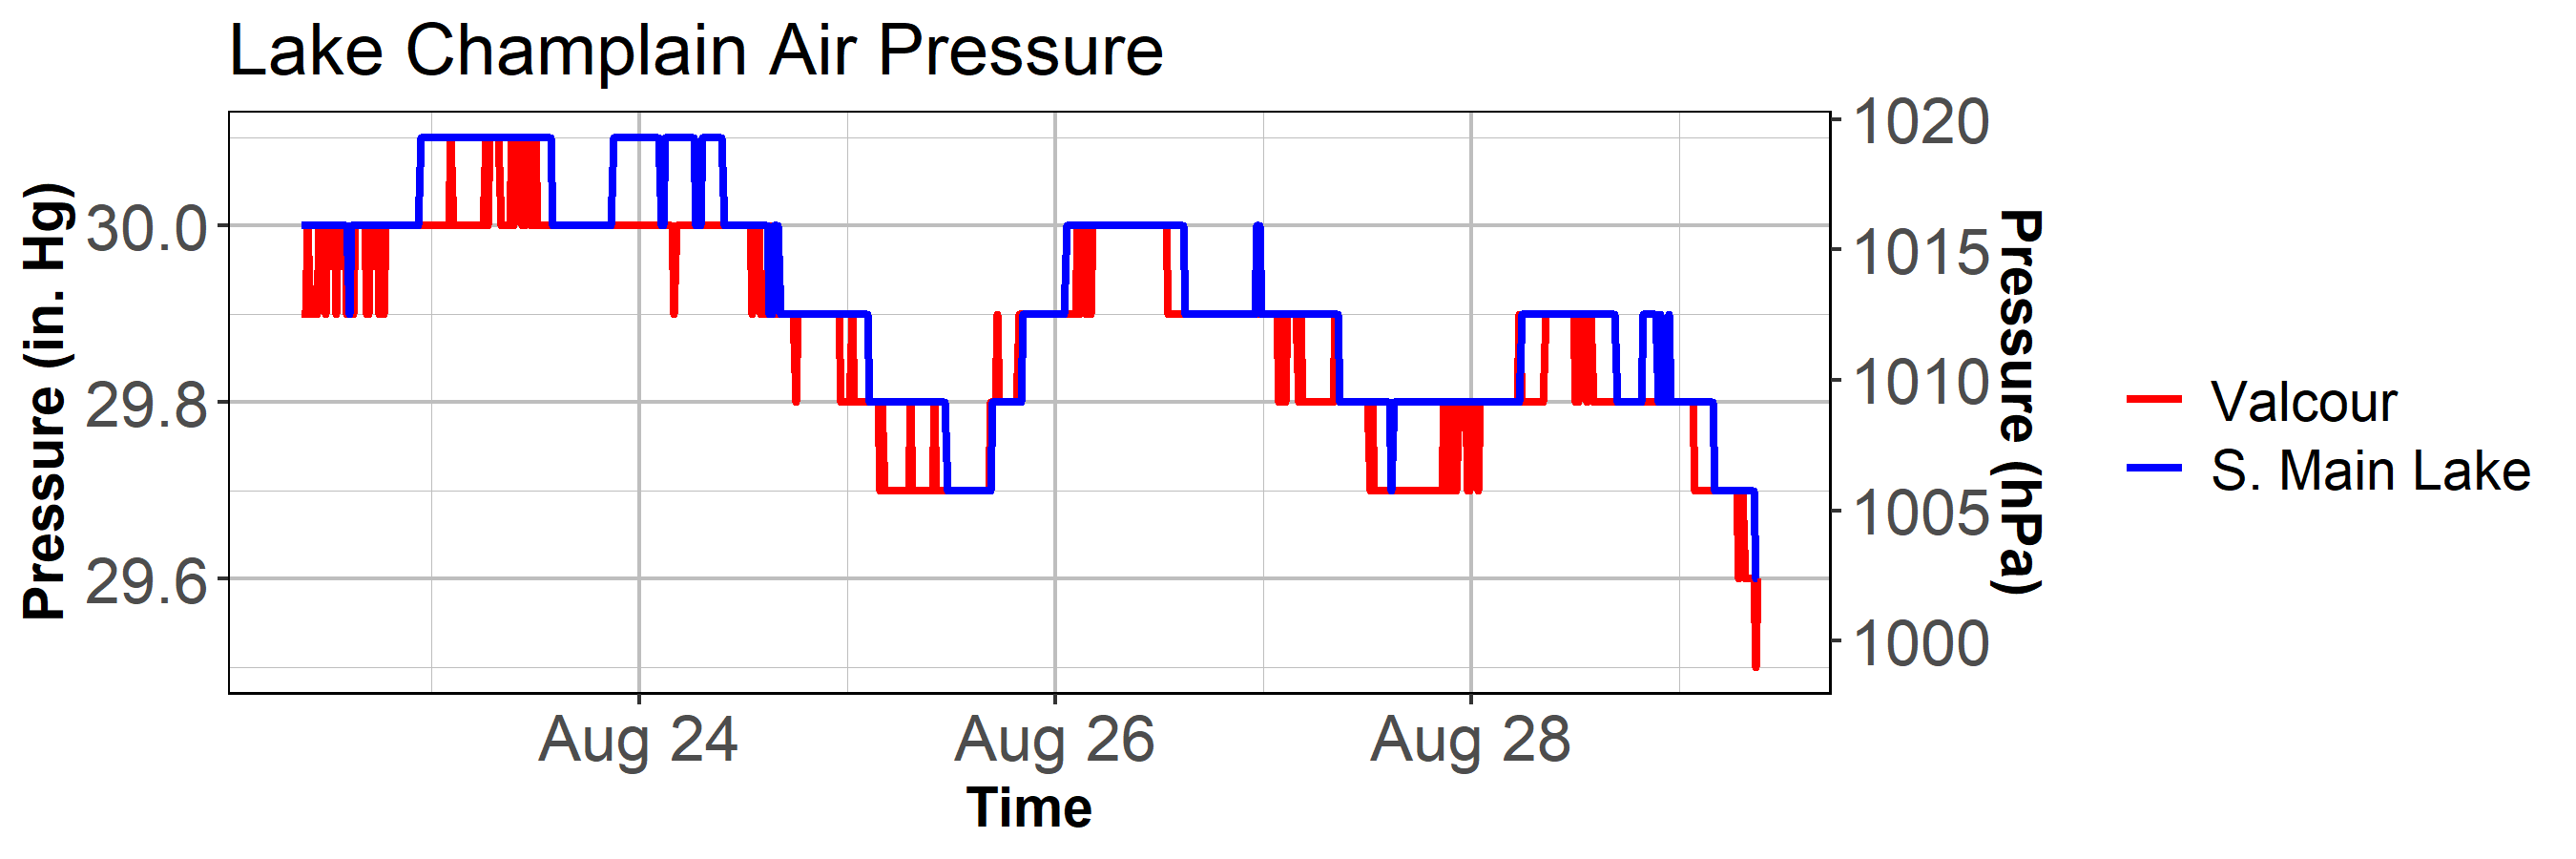 Lake Champlain Air Pressure
Pressure (in. Hg)
30.0
29.8
29.6
1020
1015
1010
1005
1000
Pressure (hPa)
Aug 24
Aug 26
Aug 28
Time
Valcour
S. Main Lake